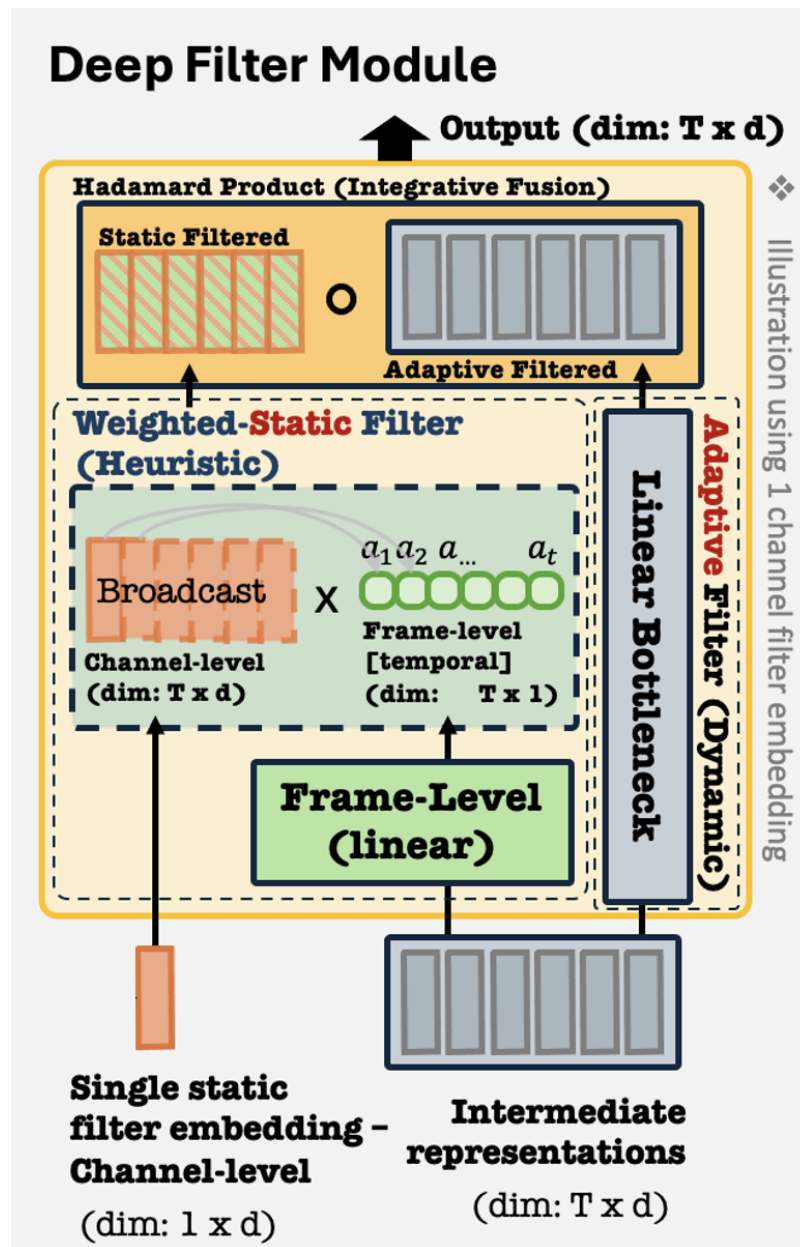 Deep Filter Module
Output (dim: T x d)
Hadamard Product (Integrative Fusion)
Static Filtered
Adaptive Filtered
Weighted-Static Filter
(Heuristic)
Broadcast
x
a₁ a₂ a... aₜ
Channel-level
(dim: T x d)
Frame-level
[temporal]
(dim: T x 1)
Frame-Level
(linear)
Linear Bottleneck
Adaptive Filter (Dynamic)
❖ Illustration using 1 channel filter embedding
Single static
filter embedding –
Channel-level
(dim: 1 x d)
Intermediate
representations
(dim: T x d)